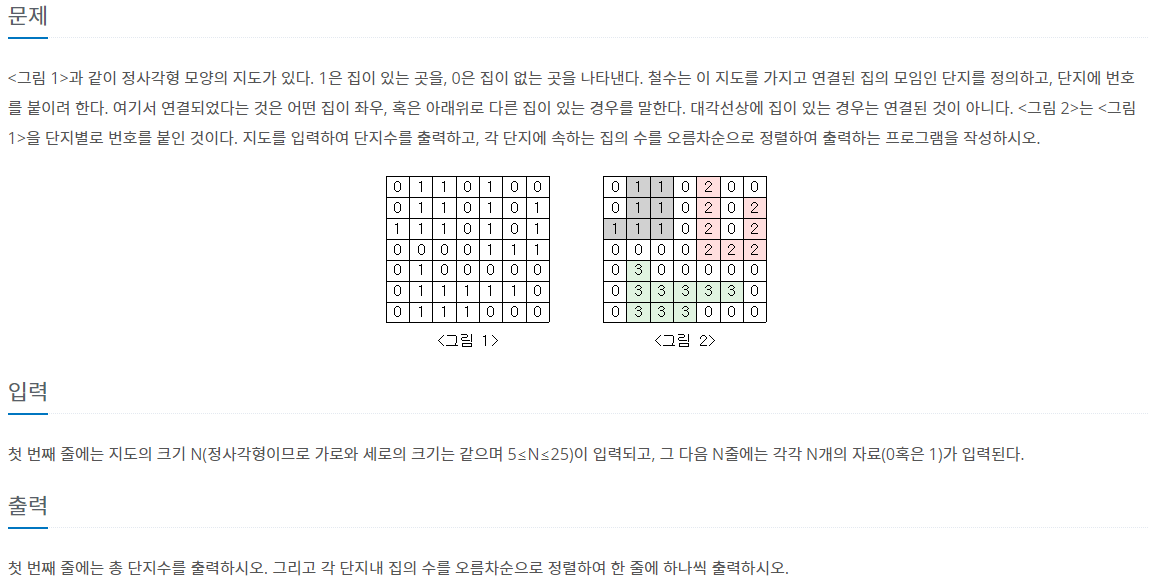 문제
<그림 1>과 같이 정사각형 모양의 지도가 있다. 1은 집이 있는 곳을, 0은 집이 없는 곳을 나타낸다. 철수는 이 지도를 가지고 연결된 집의 모임인 단지를 정의하고, 단지에 번호
를 붙이려 한다. 여기서 연결되었다는 것은 어떤 집이 좌우, 혹은 아래위로 다른 집이 있는 경우를 말한다. 대각선상에 집이 있는 경우는 연결된 것이 아니다. <그림 2>는 <그림
1>을 단지별로 번호를 붙인 것이다. 지도를 입력하여 단지수를 출력하고, 각 단지에 속하는 집의 수를 오름차순으로 정렬하여 출력하는 프로그램을 작성하시오.
0 1 1 0 1 0 0
0 1 1 0 1 0 1
1 1 1 0 1 0 1
0 0 0 0 1 1 1
0 1 0 0 0 0 0
0 1 1 1 1 1 0
0 1 1 1 0 0 0
<그림 1>
0 1 1 0 2 0 0
0 1 1 0 2 0 2
1 1 1 0 2 0 2
0 0 0 0 2 2 2
0 3 0 0 0 0 0
0 3 3 3 3 3 0
0 3 3 3 0 0 0
<그림 2>
입력
첫 번째 줄에는 지도의 크기 N(정사각형이므로 가로와 세로의 크기는 같으며 5≤N≤25)이 입력되고, 그 다음 N줄에는 각각 N개의 자료(0혹은 1)가 입력된다.
출력
첫 번째 줄에는 총 단지수를 출력하시오. 그리고 각 단지내 집의 수를 오름차순으로 정렬하여 한 줄에 하나씩 출력하시오.